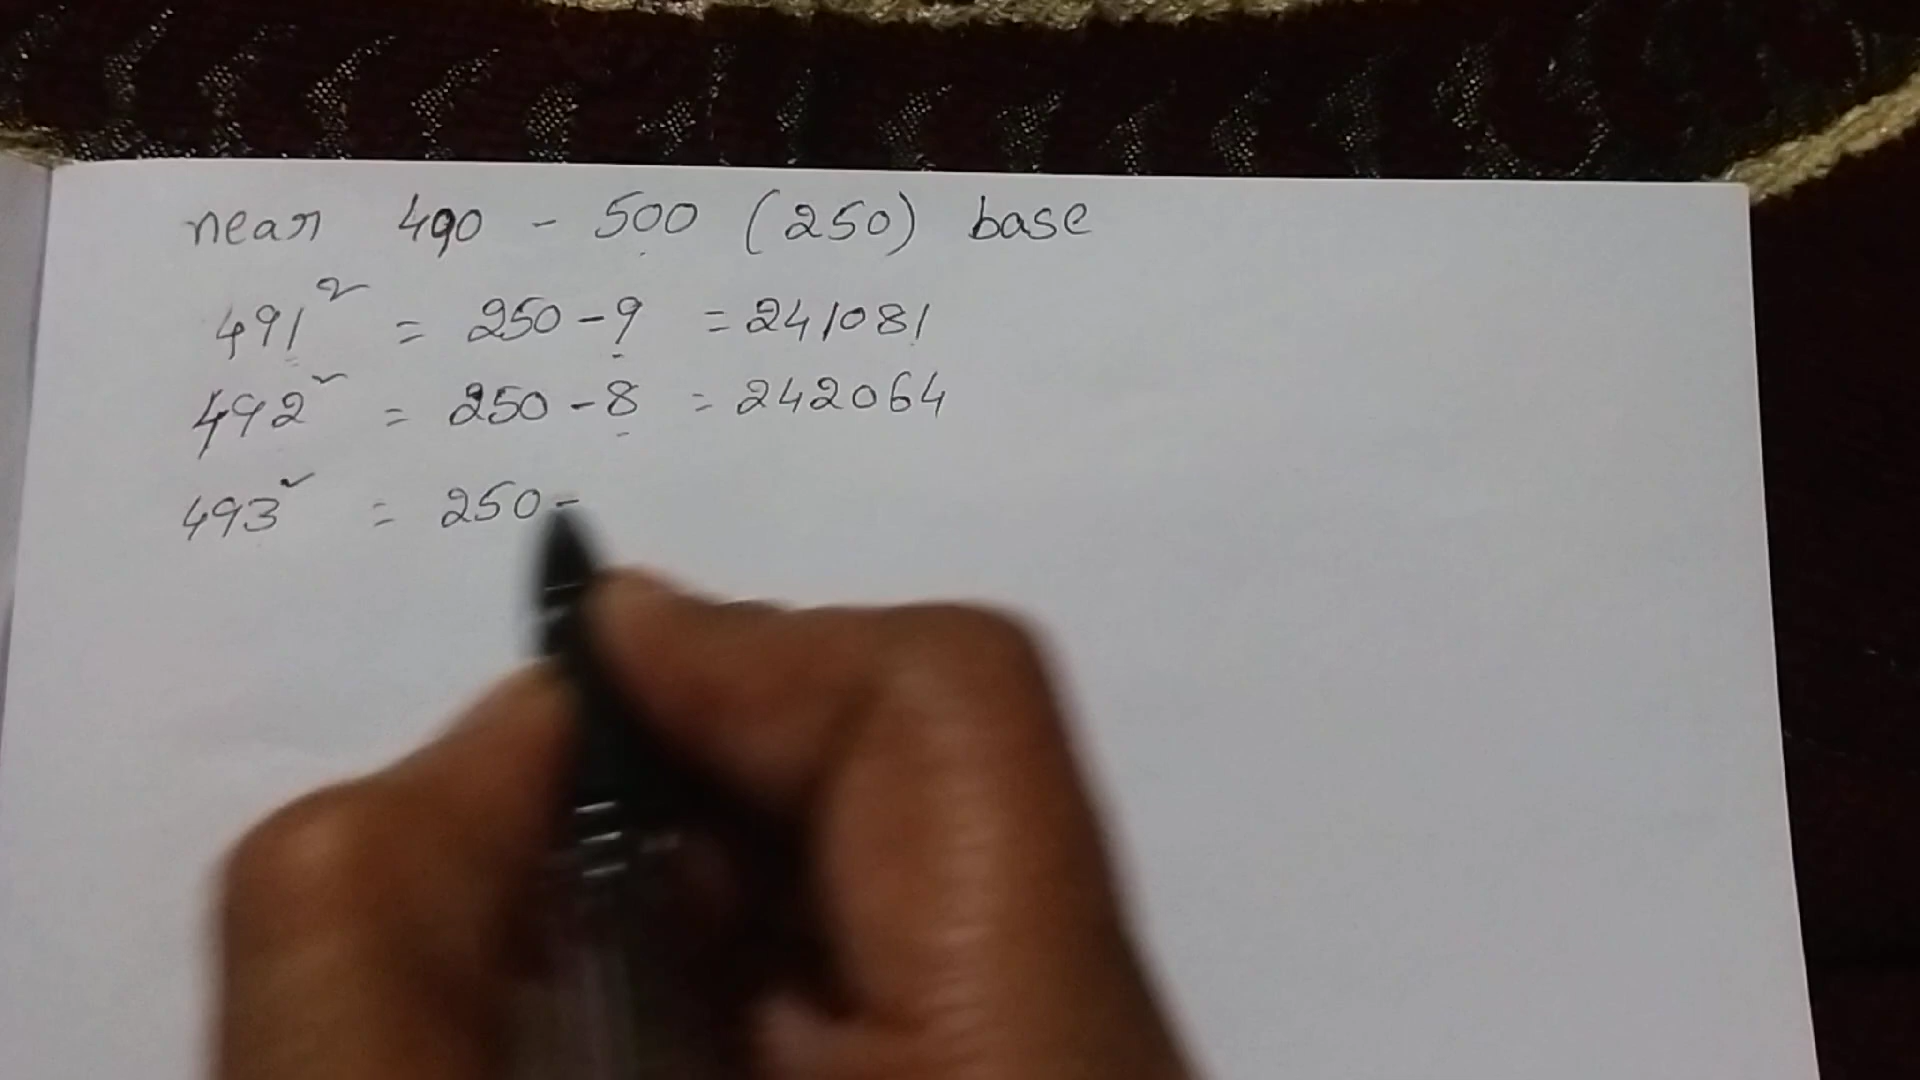 near 490 - 500 (250) base
491² = 250 - 9 = 241081
492² = 250 - 8 = 242064
493² = 250 -